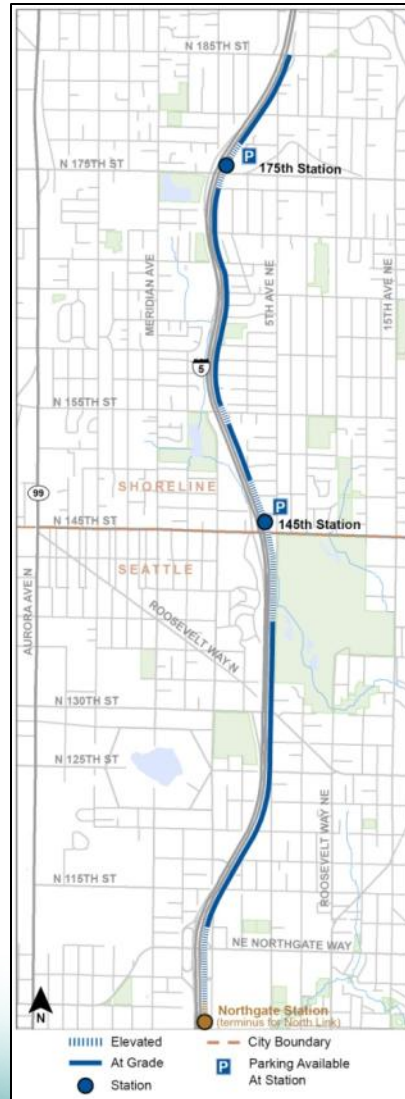 N 185TH ST
P
N 175TH ST
175th Station
MERIDIAN AVE
5TH AVE NE
15TH AVE NE
5
N 155TH ST
SHORELINE
P
99
N 145TH ST
145th Station
SEATTLE
AURORA AVE N
ROOSEVELT WAY N
N 130TH ST
N 125TH ST
ROOSEVELT WAY NE
N 115TH ST
NE NORTHGATE WAY
Northgate Station
(terminus for North Link)
N
Elevated
City Boundary
At Grade
P
Parking Available
At Station
Station